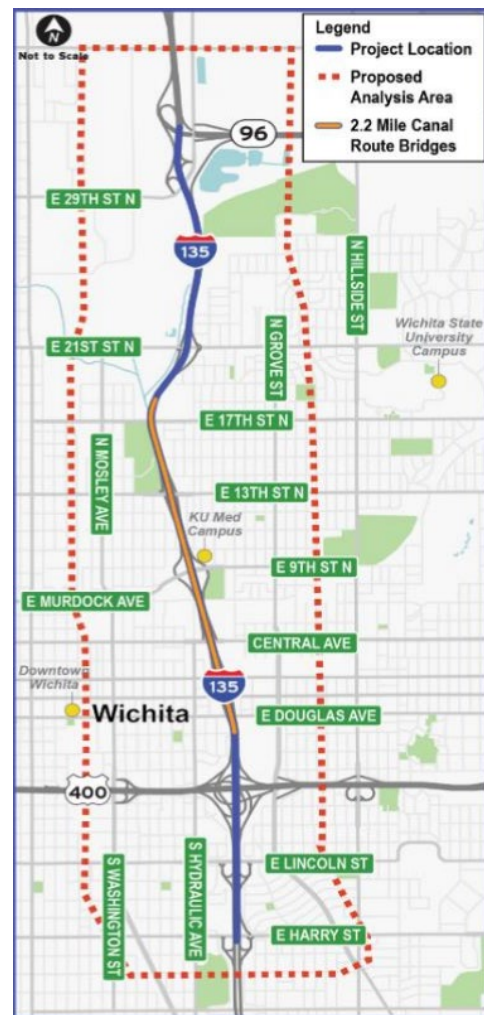 N
Not to Scale
Legend
Project Location
Proposed
Analysis Area
2.2 Mile Canal
Route Bridges
96
E 29TH ST N
135
N HILLSIDE ST
N GROVE ST
Wichita State
University
Campus
E 21ST ST N
E 17TH ST N
N MOSLEY AVE
E 13TH ST N
KU Med
Campus
E 9TH ST N
E MURDOCK AVE
CENTRAL AVE
Downtown
Wichita
135
Wichita
E DOUGLAS AVE
400
S WASHINGTON ST
S HYDRAULIC AVE
E LINCOLN ST
E HARRY ST